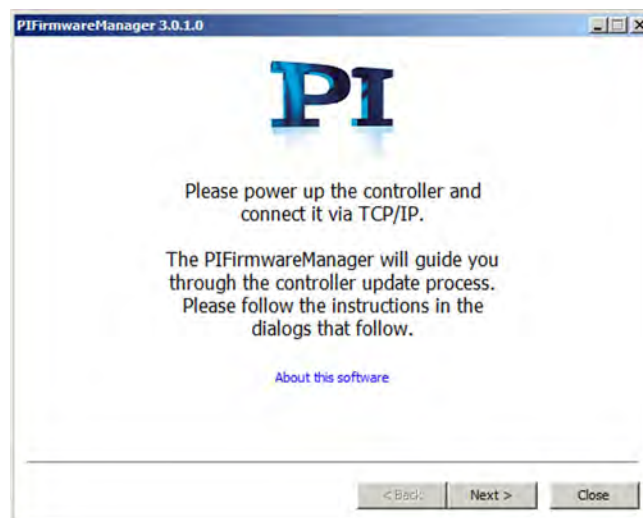 PIFirmwareManager 3.0.1.0
PI
Please power up the controller and
connect it via TCP/IP.
The PIFirmwareManager will guide you
through the controller update process.
Please follow the instructions in the
dialogs that follow.
About this software
< Back
Next >
Close